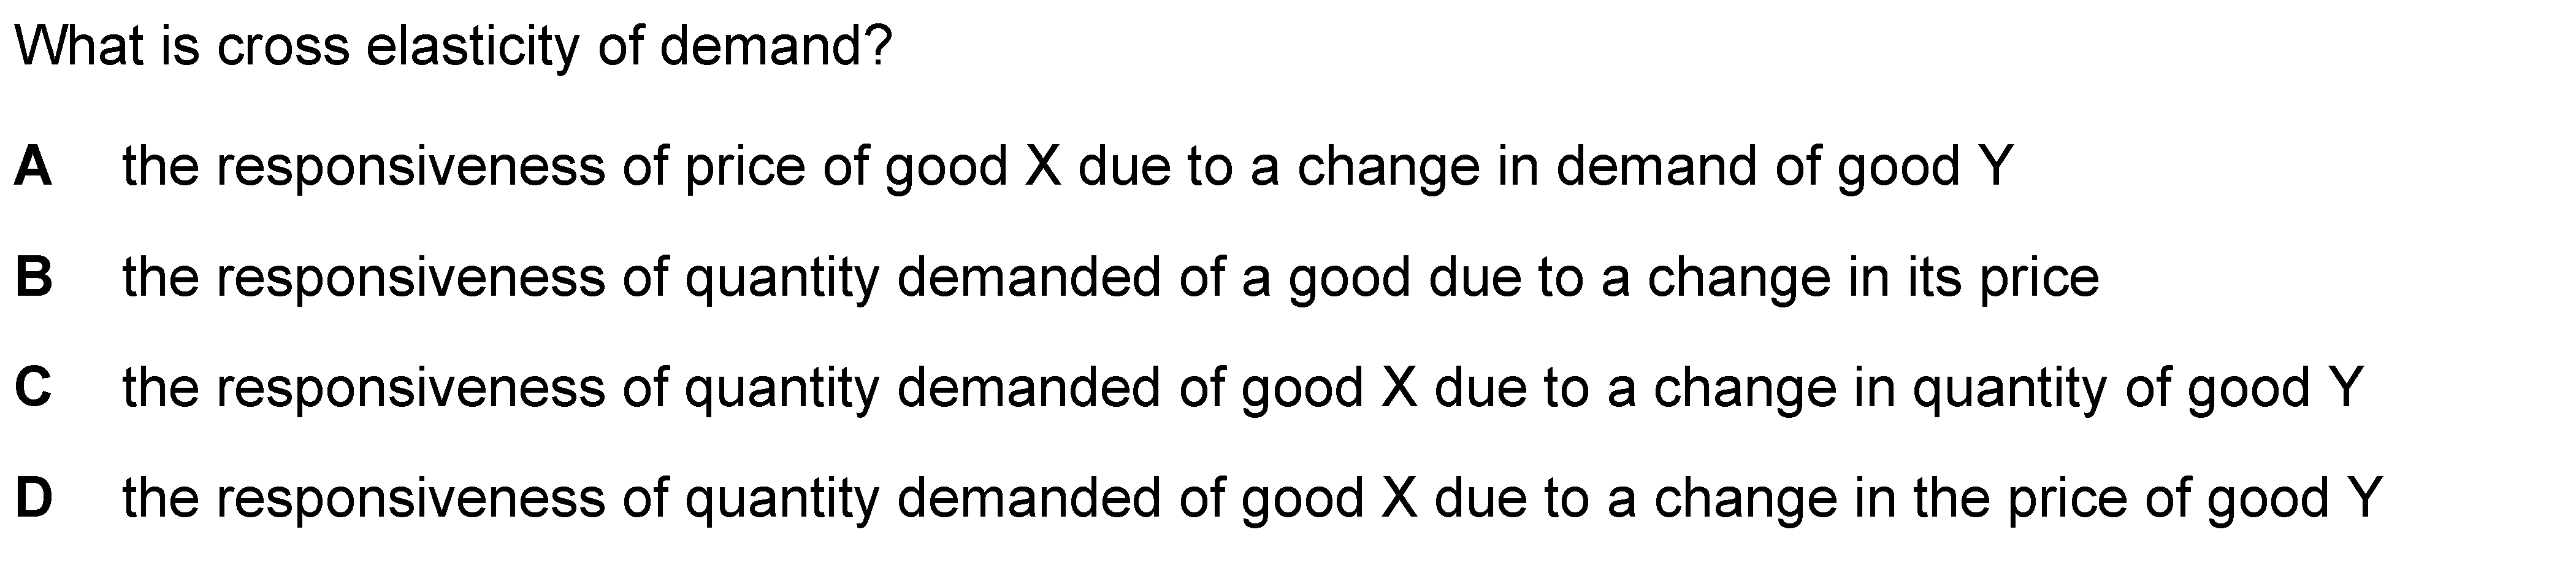 What is cross elasticity of demand?
A the responsiveness of price of good X due to a change in demand of good Y
B the responsiveness of quantity demanded of a good due to a change in its price
C the responsiveness of quantity demanded of good X due to a change in quantity of good Y
D the responsiveness of quantity demanded of good X due to a change in the price of good Y